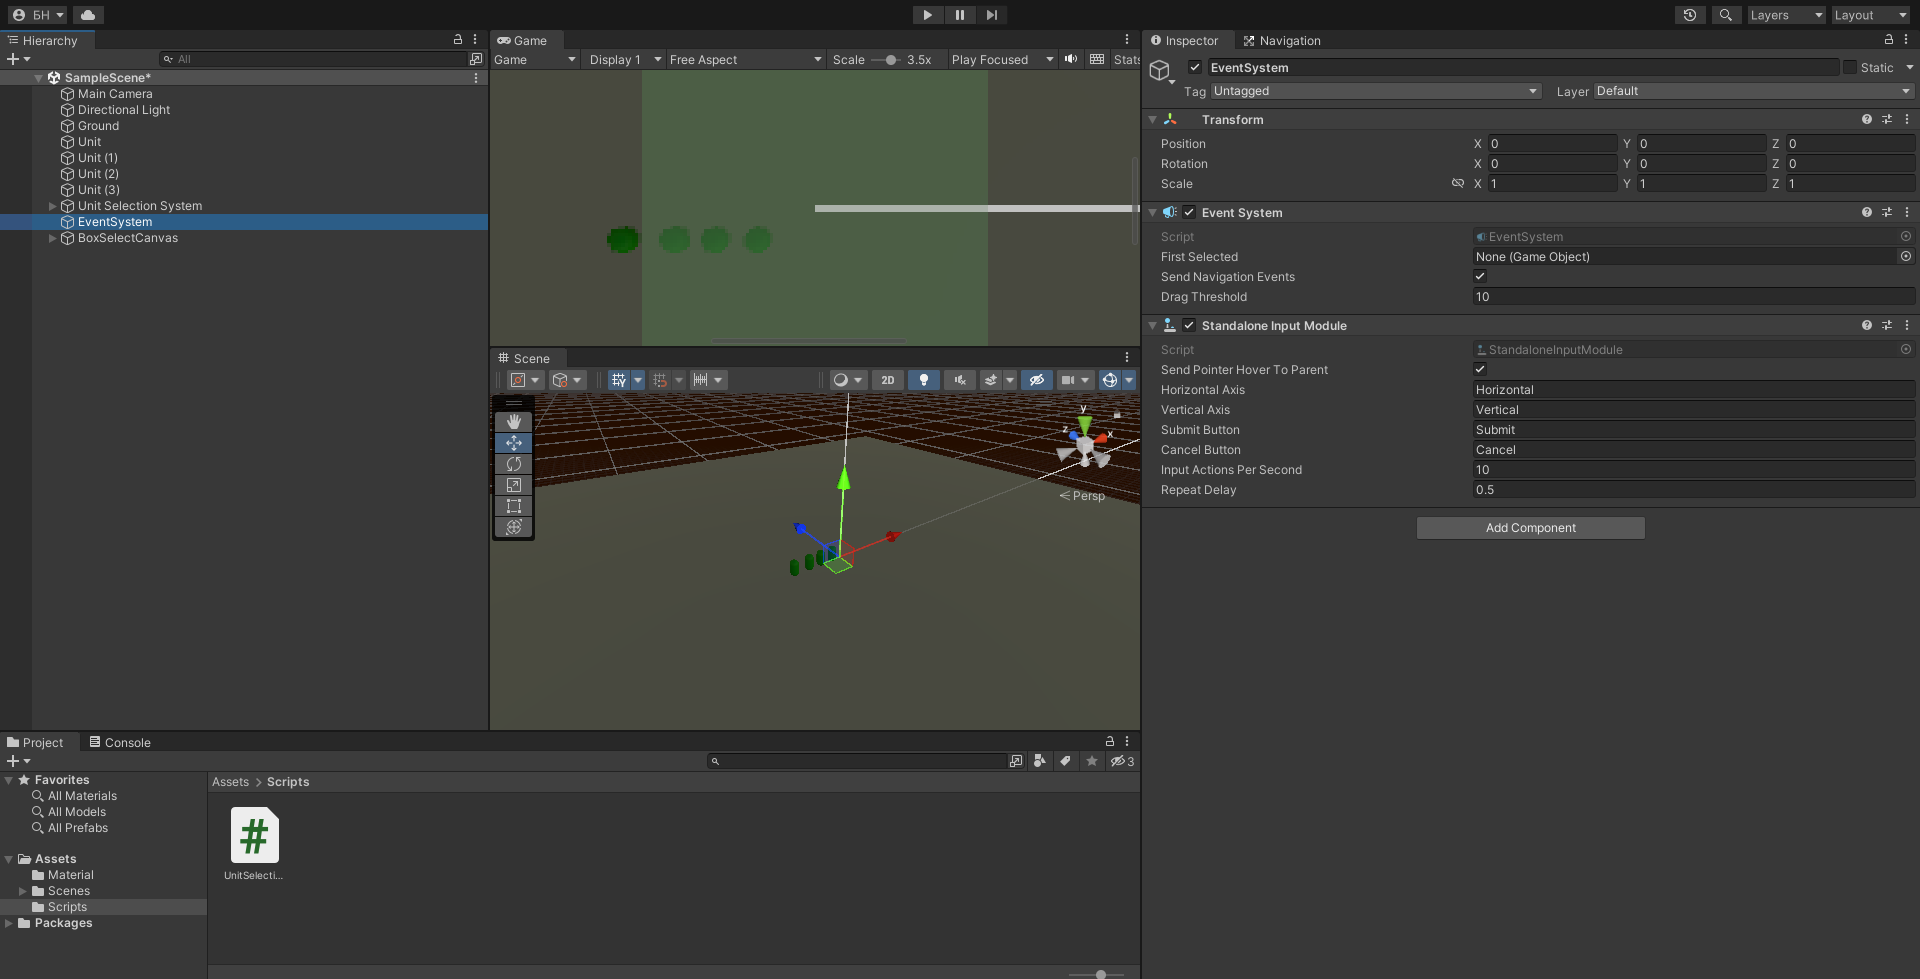 БН
Layers
Layout
Hierarchy
All
SampleScene*
Main Camera
Directional Light
Ground
Unit
Unit (1)
Unit (2)
Unit (3)
Unit Selection System
EventSystem
BoxSelectCanvas
Game
Game
Display 1
Free Aspect
Scale
3.5x
Play Focused
Stats
Scene
2D
y
z
x
Persp
Inspector
Navigation
EventSystem
Static
Tag
Untagged
Layer
Default
Transform
Position
X 0
Y 0
Z 0
Rotation
X 0
Y 0
Z 0
Scale
X 1
Y 1
Z 1
Event System
Script
EventSystem
First Selected
None (Game Object)
Send Navigation Events
Drag Threshold
10
Standalone Input Module
Script
StandaloneInputModule
Send Pointer Hover To Parent
Horizontal Axis
Horizontal
Vertical Axis
Vertical
Submit Button
Submit
Cancel Button
Cancel
Input Actions Per Second
10
Repeat Delay
0.5
Add Component
Project
Console
3
Favorites
All Materials
All Models
All Prefabs
Assets
Material
Scenes
Scripts
Packages
Assets > Scripts
#
UnitSelecti...